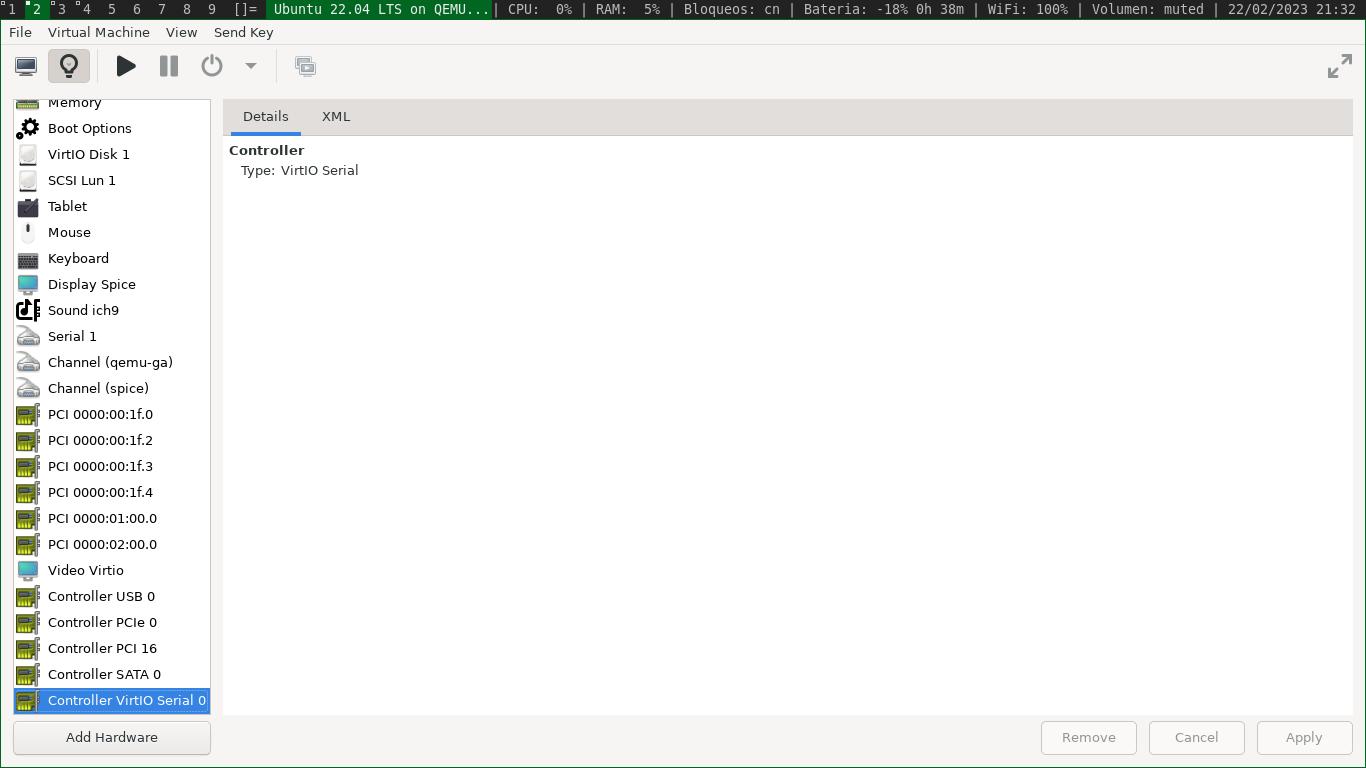 1 2 3 4 5 6 7 8 9 []= Ubuntu 22.04 LTS on QEMU... | CPU: 0% | RAM: 5% | Bloqueos: cn | Bateria: -18% 0h 38m | WiFi: 100% | Volumen: muted | 22/02/2023 21:32
File Virtual Machine View Send Key
Memory
Boot Options
VirtIO Disk 1
SCSI Lun 1
Tablet
Mouse
Keyboard
Display Spice
Sound ich9
Serial 1
Channel (qemu-ga)
Channel (spice)
PCI 0000:00:1f.0
PCI 0000:00:1f.2
PCI 0000:00:1f.3
PCI 0000:00:1f.4
PCI 0000:01:00.0
PCI 0000:02:00.0
Video Virtio
Controller USB 0
Controller PCIe 0
Controller PCI 16
Controller SATA 0
Controller VirtIO Serial 0
Add Hardware
Details XML
Controller
Type: VirtIO Serial
Remove Cancel Apply